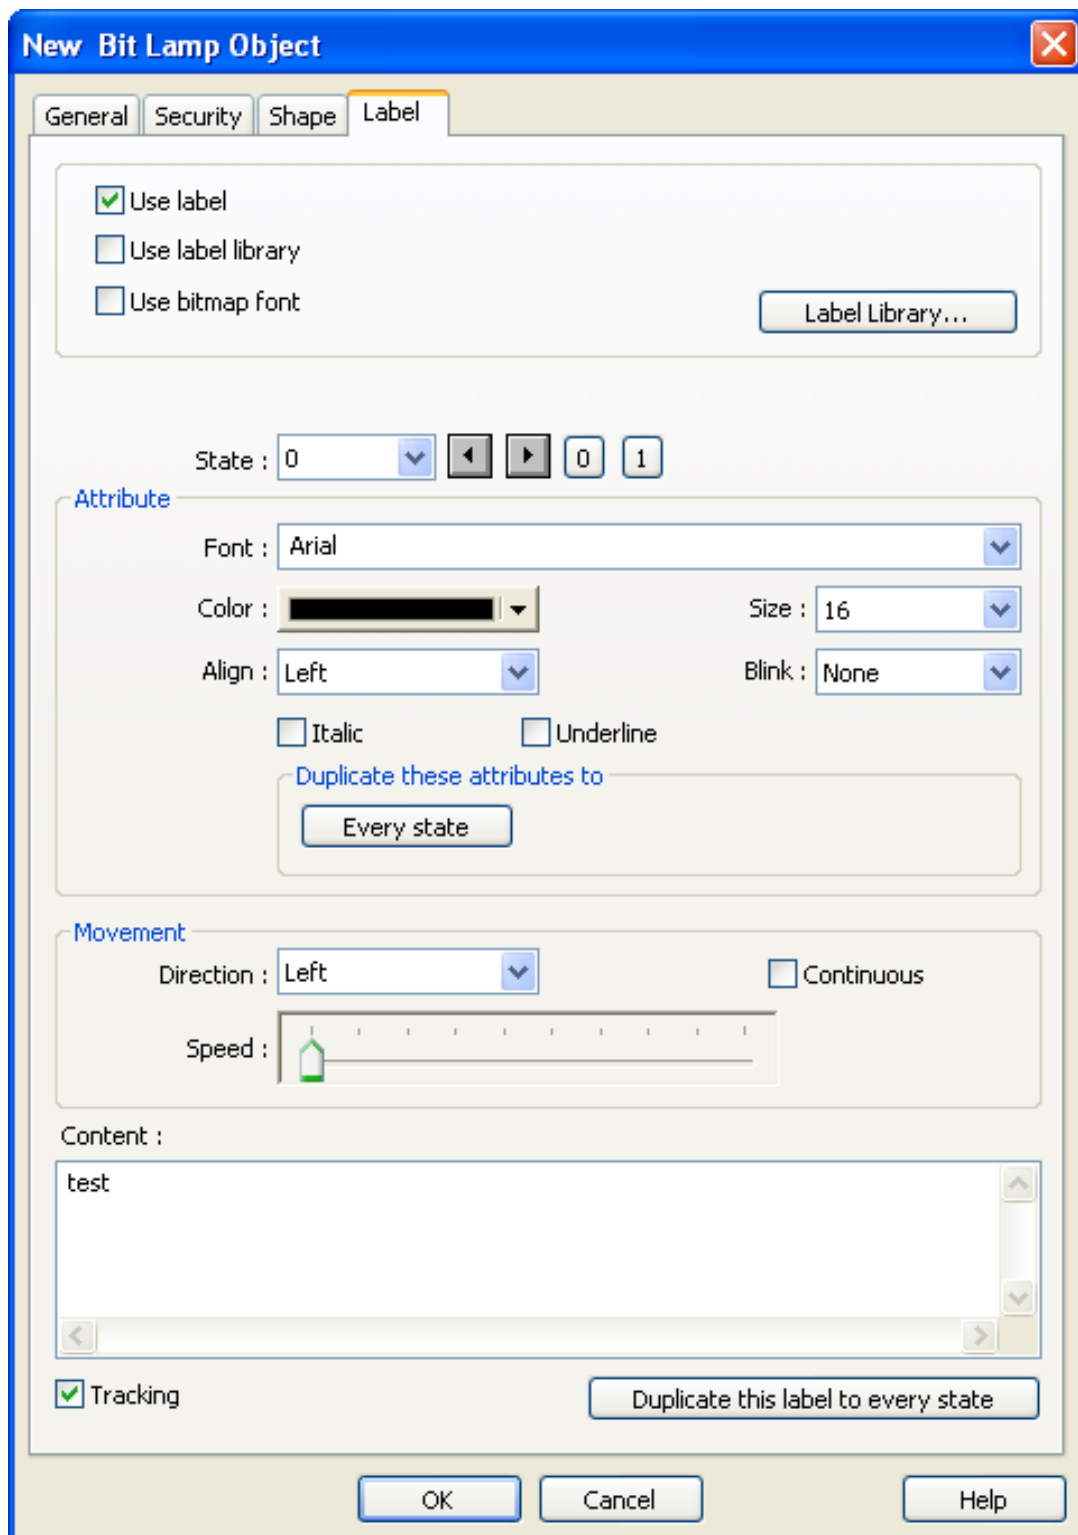 New Bit Lamp Object
General Security Shape Label
Use label
Use label library
Use bitmap font
Label Library...
State : 0 0 1
Attribute
Font : Arial
Color : Size : 16
Align : Left Blink : None
Italic Underline
Duplicate these attributes to
Every state
Movement
Direction : Left Continuous
Speed :
Content :
test
Tracking Duplicate this label to every state
OK Cancel Help